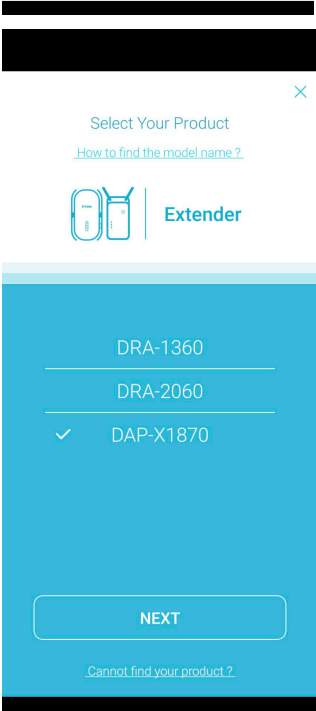 Select Your Product
How to find the model name ?
Extender
DRA-1360
DRA-2060
DAP-X1870
NEXT
Cannot find your product ?